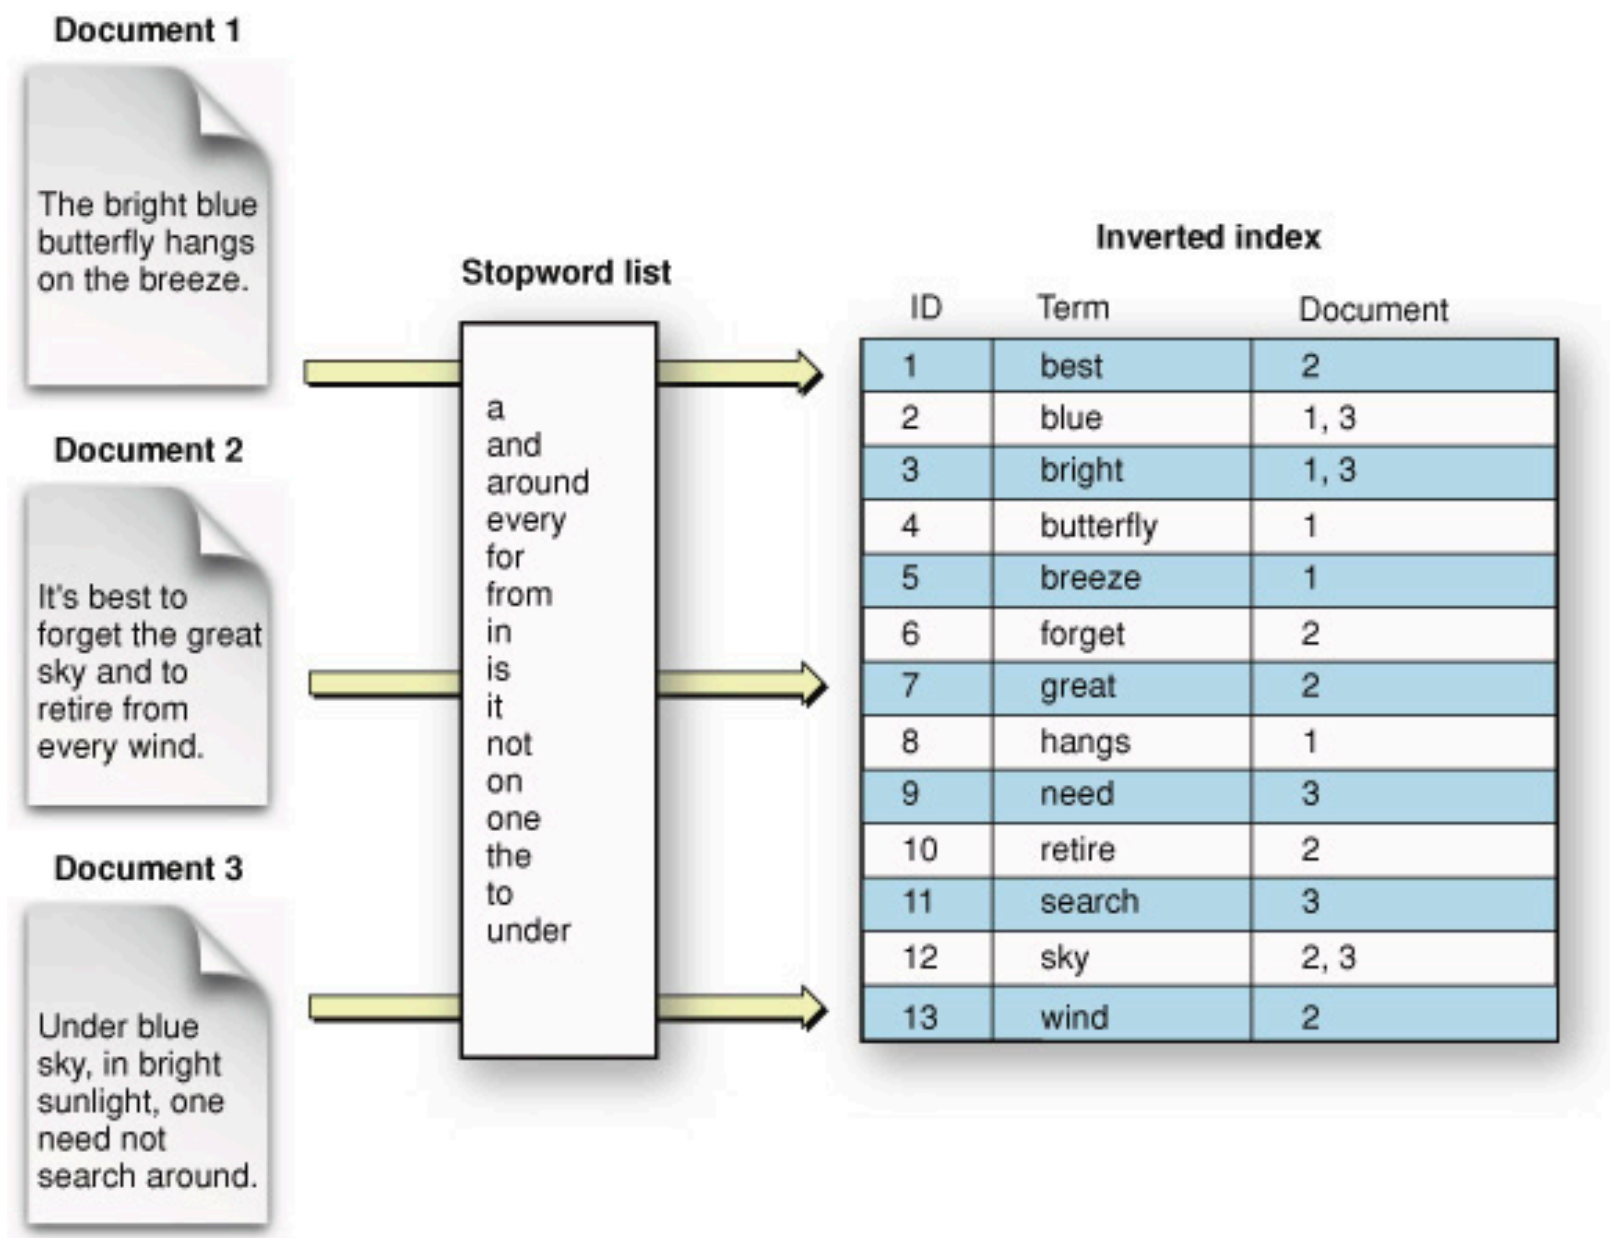 Document 1
The bright blue
butterfly hangs
on the breeze.
Document 2
It's best to
forget the great
sky and to
retire from
every wind.
Document 3
Under blue
sky, in bright
sunlight, one
need not
search around.
Stopword list
a
and
around
every
for
from
in
is
it
not
on
one
the
to
under
Inverted index
ID Term Document
1 best 2
2 blue 1, 3
3 bright 1, 3
4 butterfly 1
5 breeze 1
6 forget 2
7 great 2
8 hangs 1
9 need 3
10 retire 2
11 search 3
12 sky 2, 3
13 wind 2